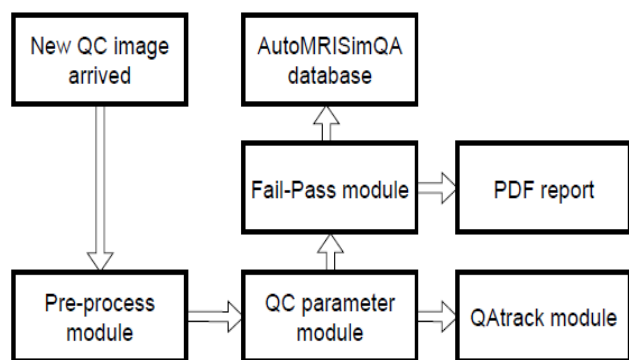 New QC image
arrived
AutoMRISimQA
database
Fail-Pass module
PDF report
Pre-process
module
QC parameter
module
QAtrack module